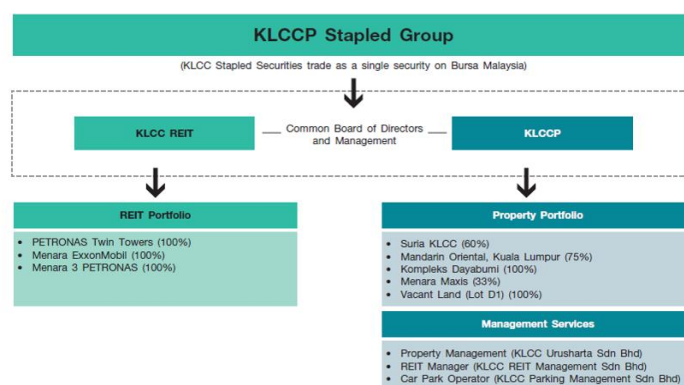 KLCCP Stapled Group
(KLCC Stapled Securities trade as a single security on Bursa Malaysia)
KLCC REIT
Common Board of Directors
and Management
KLCCP
REIT Portfolio
• PETRONAS Twin Towers (100%)
• Menara ExxonMobil (100%)
• Menara 3 PETRONAS (100%)
Property Portfolio
• Suria KLCC (60%)
• Mandarin Oriental, Kuala Lumpur (75%)
• Kompleks Dayabumi (100%)
• Menara Maxis (33%)
• Vacant Land (Lot D1) (100%)
Management Services
• Property Management (KLCC Urusharta Sdn Bhd)
• REIT Manager (KLCC REIT Management Sdn Bhd)
• Car Park Operator (KLCC Parking Management Sdn Bhd)